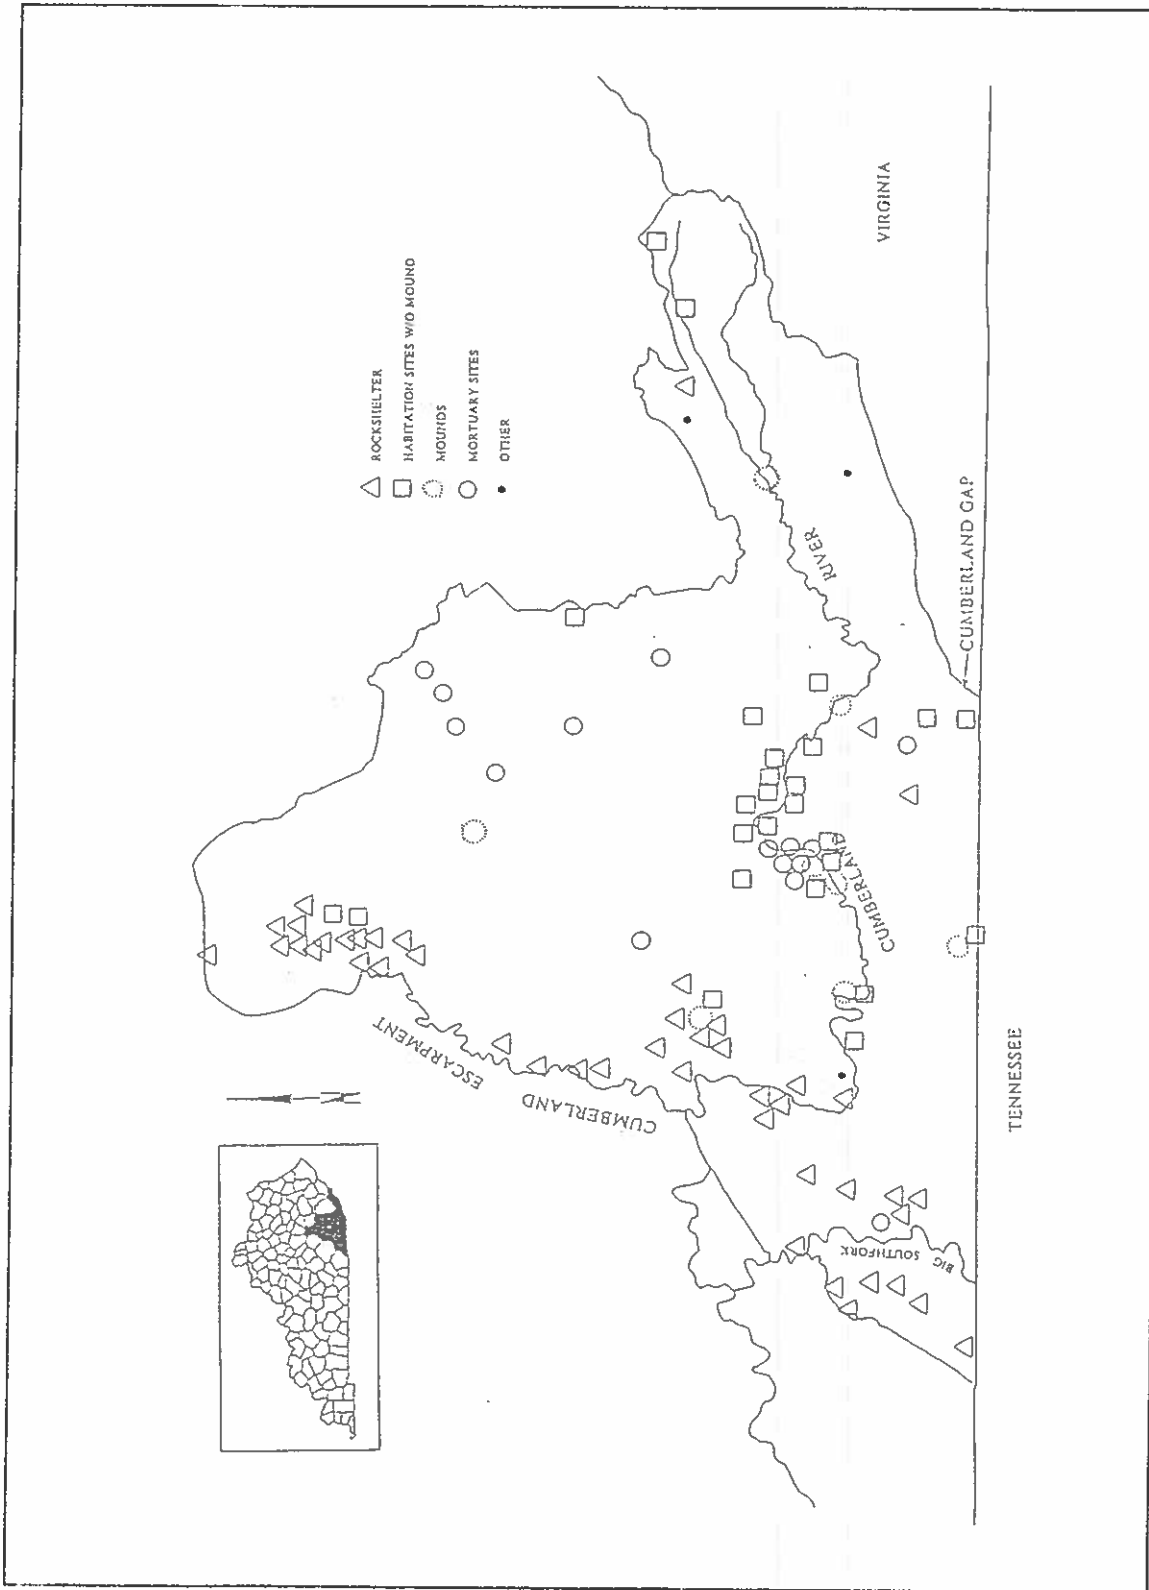 ROCKSHELTER
HABITATION SITES W/O MOUND
MOUNDS
MORTUARY SITES
OTHER
N
CUMBERLAND
ESCARPMENT
VIRGINIA
RIVER
CUMBERLAND
CUMBERLAND GAP
BIG
SOUTHFORK
TENNESSEE